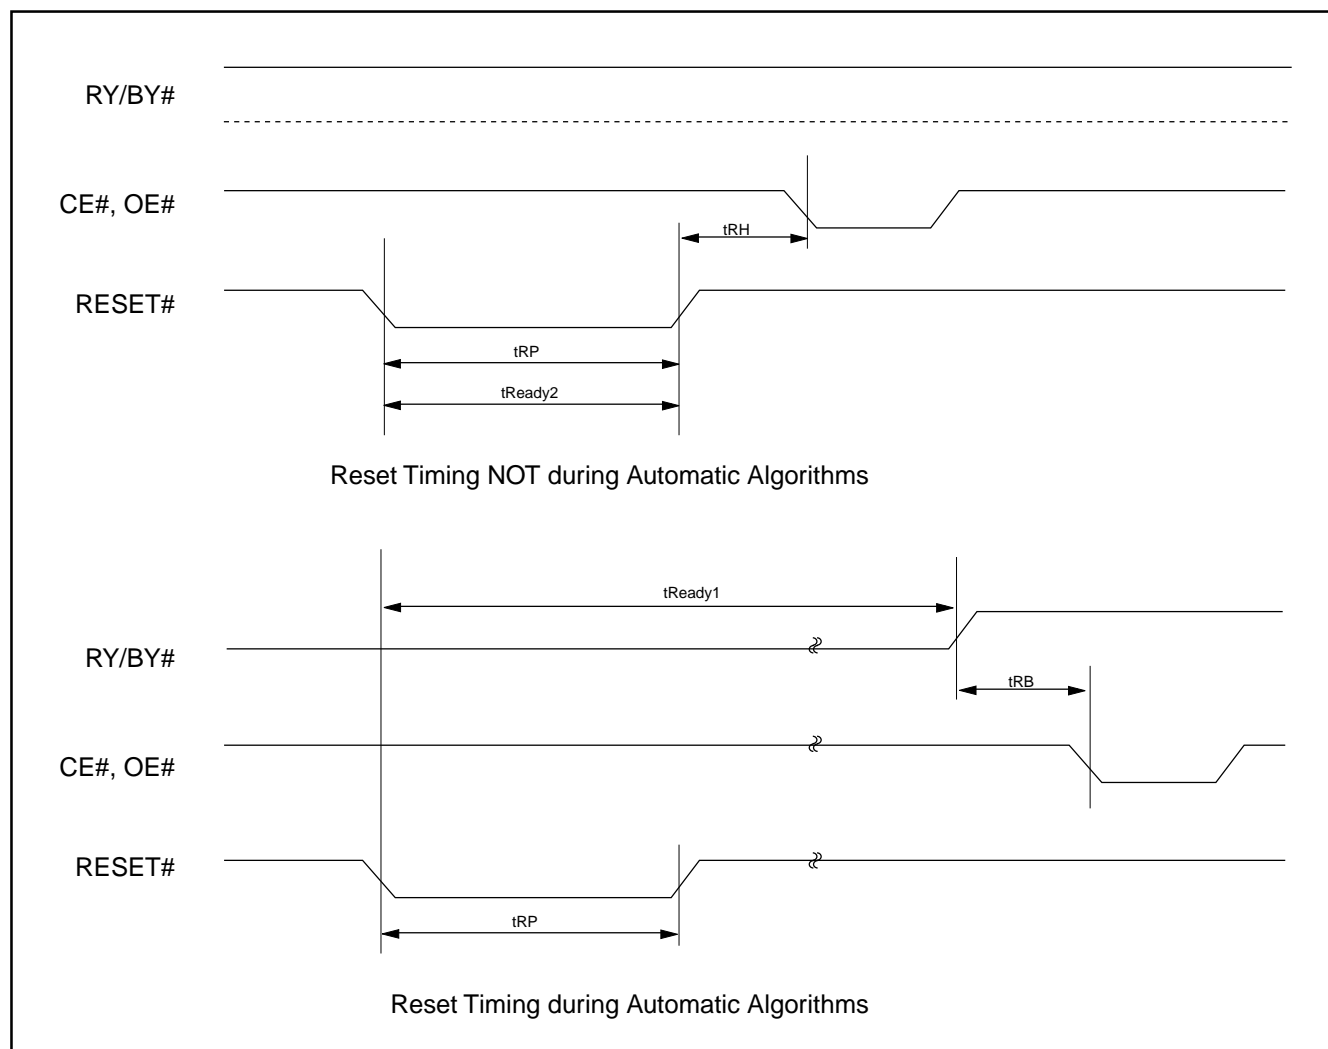 RY/BY#
CE#, OE#
tRH
RESET#
tRP
tReady2
Reset Timing NOT during Automatic Algorithms
tReady1
RY/BY#
tRB
CE#, OE#
RESET#
tRP
Reset Timing during Automatic Algorithms